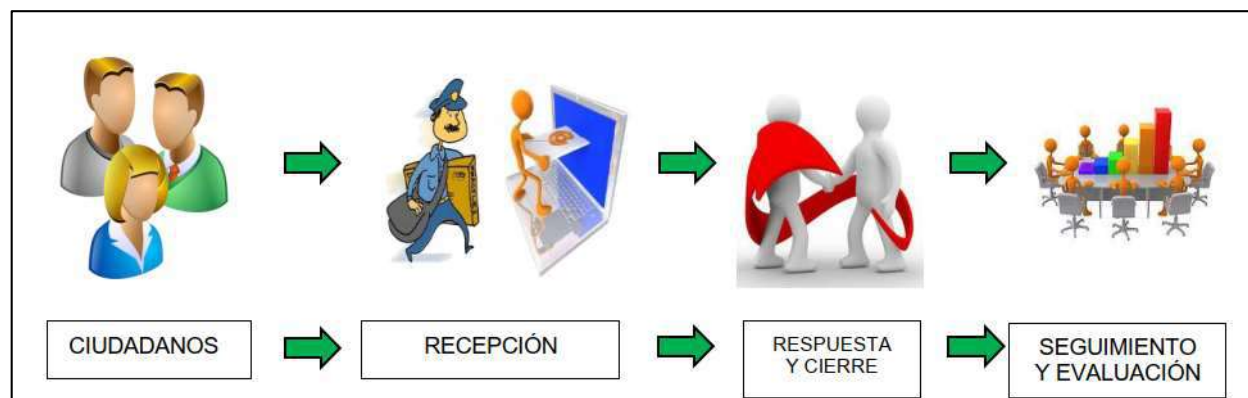 CIUDADANOS
RECEPCIÓN
RESPUESTA
Y CIERRE
SEGUIMIENTO
Y EVALUACIÓN